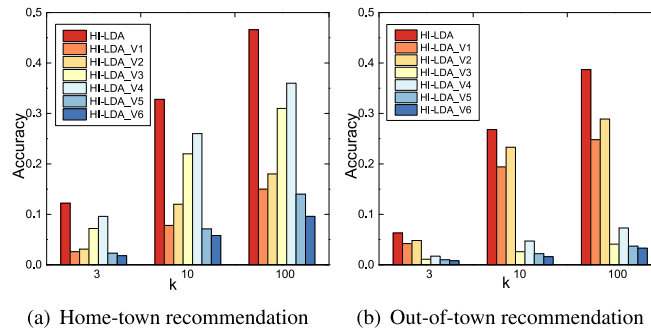 (a)
(b)
0.5
HI-LDA
HI-LDA_V1
HI-LDA_V2
HI-LDA_V3
HI-LDA_V4
HI-LDA_V5
HI-LDA_V6
0.4
0.3
0.2
0.1
0.0
Accuracy
3
10
100
k
0.5
HI-LDA
HI-LDA_V1
HI-LDA_V2
HI-LDA_V3
HI-LDA_V4
HI-LDA_V5
HI-LDA_V6
0.4
0.3
0.2
0.1
0.0
Accuracy
3
10
100
k
(a) Home-town recommendation
(b) Out-of-town recommendation